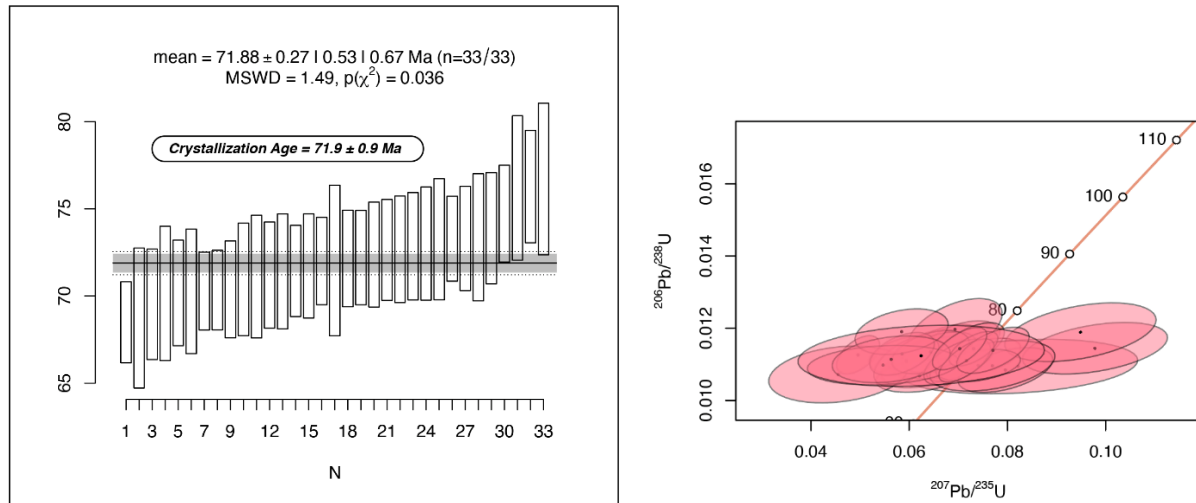 mean = 71.88 ± 0.27 | 0.53 | 0.67 Ma (n=33/33)
MSWD = 1.49, p(χ²) = 0.036
Crystallization Age = 71.9 ± 0.9 Ma
80
75
70
65
1 3 5 7 9 12 15 18 21 24 27 30 33
N
110
100
90
80
0.016
0.014
0.012
0.010
²⁰⁶Pb/²³⁸U
0.04 0.06 0.08 0.10
²⁰⁷Pb/²³⁵U